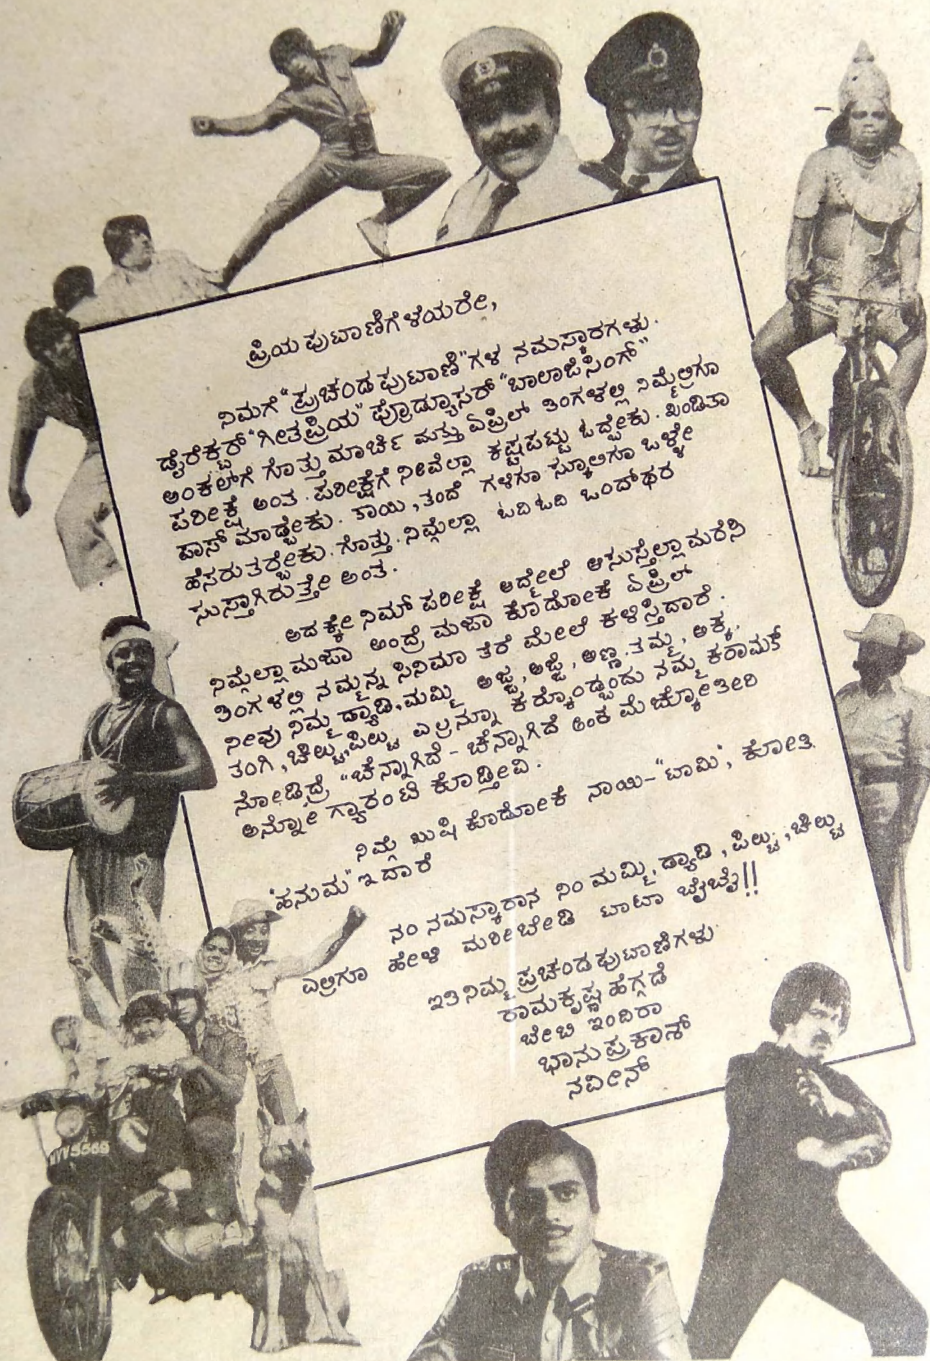 ಪ್ರಿಯ ಪುಟಾಣಿಗೆಳೆಯರೇ,
ನಿಮಗೆ "ಪ್ರಚಂಡ ಪುಟಾಣಿ"ಗಳ ನಮಸ್ಕಾರಗಳು.
ಡೈರೆಕ್ಟರ್ "ಗೀತಪ್ರಿಯ" ಪ್ರೊಡ್ಯೂಸರ್ "ಬಾಲಾಜಿಸಿಂಗ್"
ಅಂಕಲ್‌ಗೆ ಗೊತ್ತು ಮಾರ್ಚಿ ಮತ್ತು ಏಪ್ರಿಲ್ ತಿಂಗಳಲ್ಲಿ ನಿಮ್ಮೆಲ್ರಿಗೂ
ಪರೀಕ್ಷೆ ಅಂತ. ಪರೀಕ್ಷೆಗೆ ನೀವೆಲ್ಲಾ ಕಷ್ಟಪಟ್ಟು ಓದ್ಬೇಕು. ಖಂಡಿತಾ
ಪಾಸ್ ಮಾಡ್ಬೇಕು. ತಾಯಿ, ತಂದೆ ಗಳಿಗೂ ಸ್ಕೂಲಿಗೂ ಒಳ್ಳೇ
ಹೆಸರುತರ್‍ಬೇಕು. ಗೊತ್ತು. ನಿಮ್ಗೆಲ್ಲಾ ಓದಿ ಓದಿ ಒಂದ್‌ಥರ
ಸುಸ್ತಾಗಿರುತ್ತೇ ಅಂತ.
ಅದಕ್ಕೇ ನಿಮ್ ಪರೀಕ್ಷೆ ಆದ್ಮೇಲೆ ಆಸುಸ್ತೆಲ್ಲಾ ಮರೆಸಿ
ನಿಮ್ಗೆಲ್ಲಾ ಮಜಾ ಅಂದ್ರೆ ಮಜಾ ಕೊಡೋಕೆ ಏಪ್ರಿಲ್
ತಿಂಗಳಲ್ಲಿ ನಮ್ಮನ್ನ ಸಿನಿಮಾ ತೆರೆ ಮೇಲೆ ಕಳಿಸ್ತಿದಾರೆ.
ನೀವು ನಿಮ್ಮ ಡ್ಯಾಡಿ, ಮಮ್ಮಿ ಅಜ್ಜ, ಅಜ್ಜಿ, ಅಣ್ಣ. ತಮ್ಮ, ಅಕ್ಕ,
ತಂಗಿ, ಚಿಲ್ಟು, ಪಿಲ್ಟು ಎಲ್ರನ್ನೂ ಕರ್‍ಕೊಂಡ್ಬಂದು ನಮ್ಮ ಕರಾಮತ್
ನೋಡಿದ್ರೆ "ಚೆನ್ನಾಗಿದೆ - ಚೆನ್ನಾಗಿದೆ ಅಂತ ಮೆಚ್ಕೋತೀರಿ
ಅನ್ನೋ ಗ್ಯಾರಂಟಿ ಕೊಡ್ತೀವಿ.
ನಿಮ್ಗೆ ಖುಷಿ ಕೊಡೋಕೆ ನಾಯಿ-"ಟಾಮಿ", ಕೋತಿ
"ಹನುಮ" ಇದಾರೆ
ನಂ ನಮಸ್ಕಾರಾನ ನಿಂ ಮಮ್ಮಿ, ಡ್ಯಾಡಿ, ಪಿಲ್ಟು, ಚಿಲ್ಟು
ಎಲ್ರಿಗೂ ಹೇಳಿ ಮರೀಬೇಡಿ ಟಾಟಾ ಬೈಬೈ!!
ಇತಿ ನಿಮ್ಮ ಪ್ರಚಂಡ ಪುಟಾಣಿಗಳು
ರಾಮಕೃಷ್ಣ ಹೆಗ್ಗಡೆ
ಬೇಬಿ ಇಂದಿರಾ
ಭಾನು ಪ್ರಕಾಶ್
ನವೀನ್